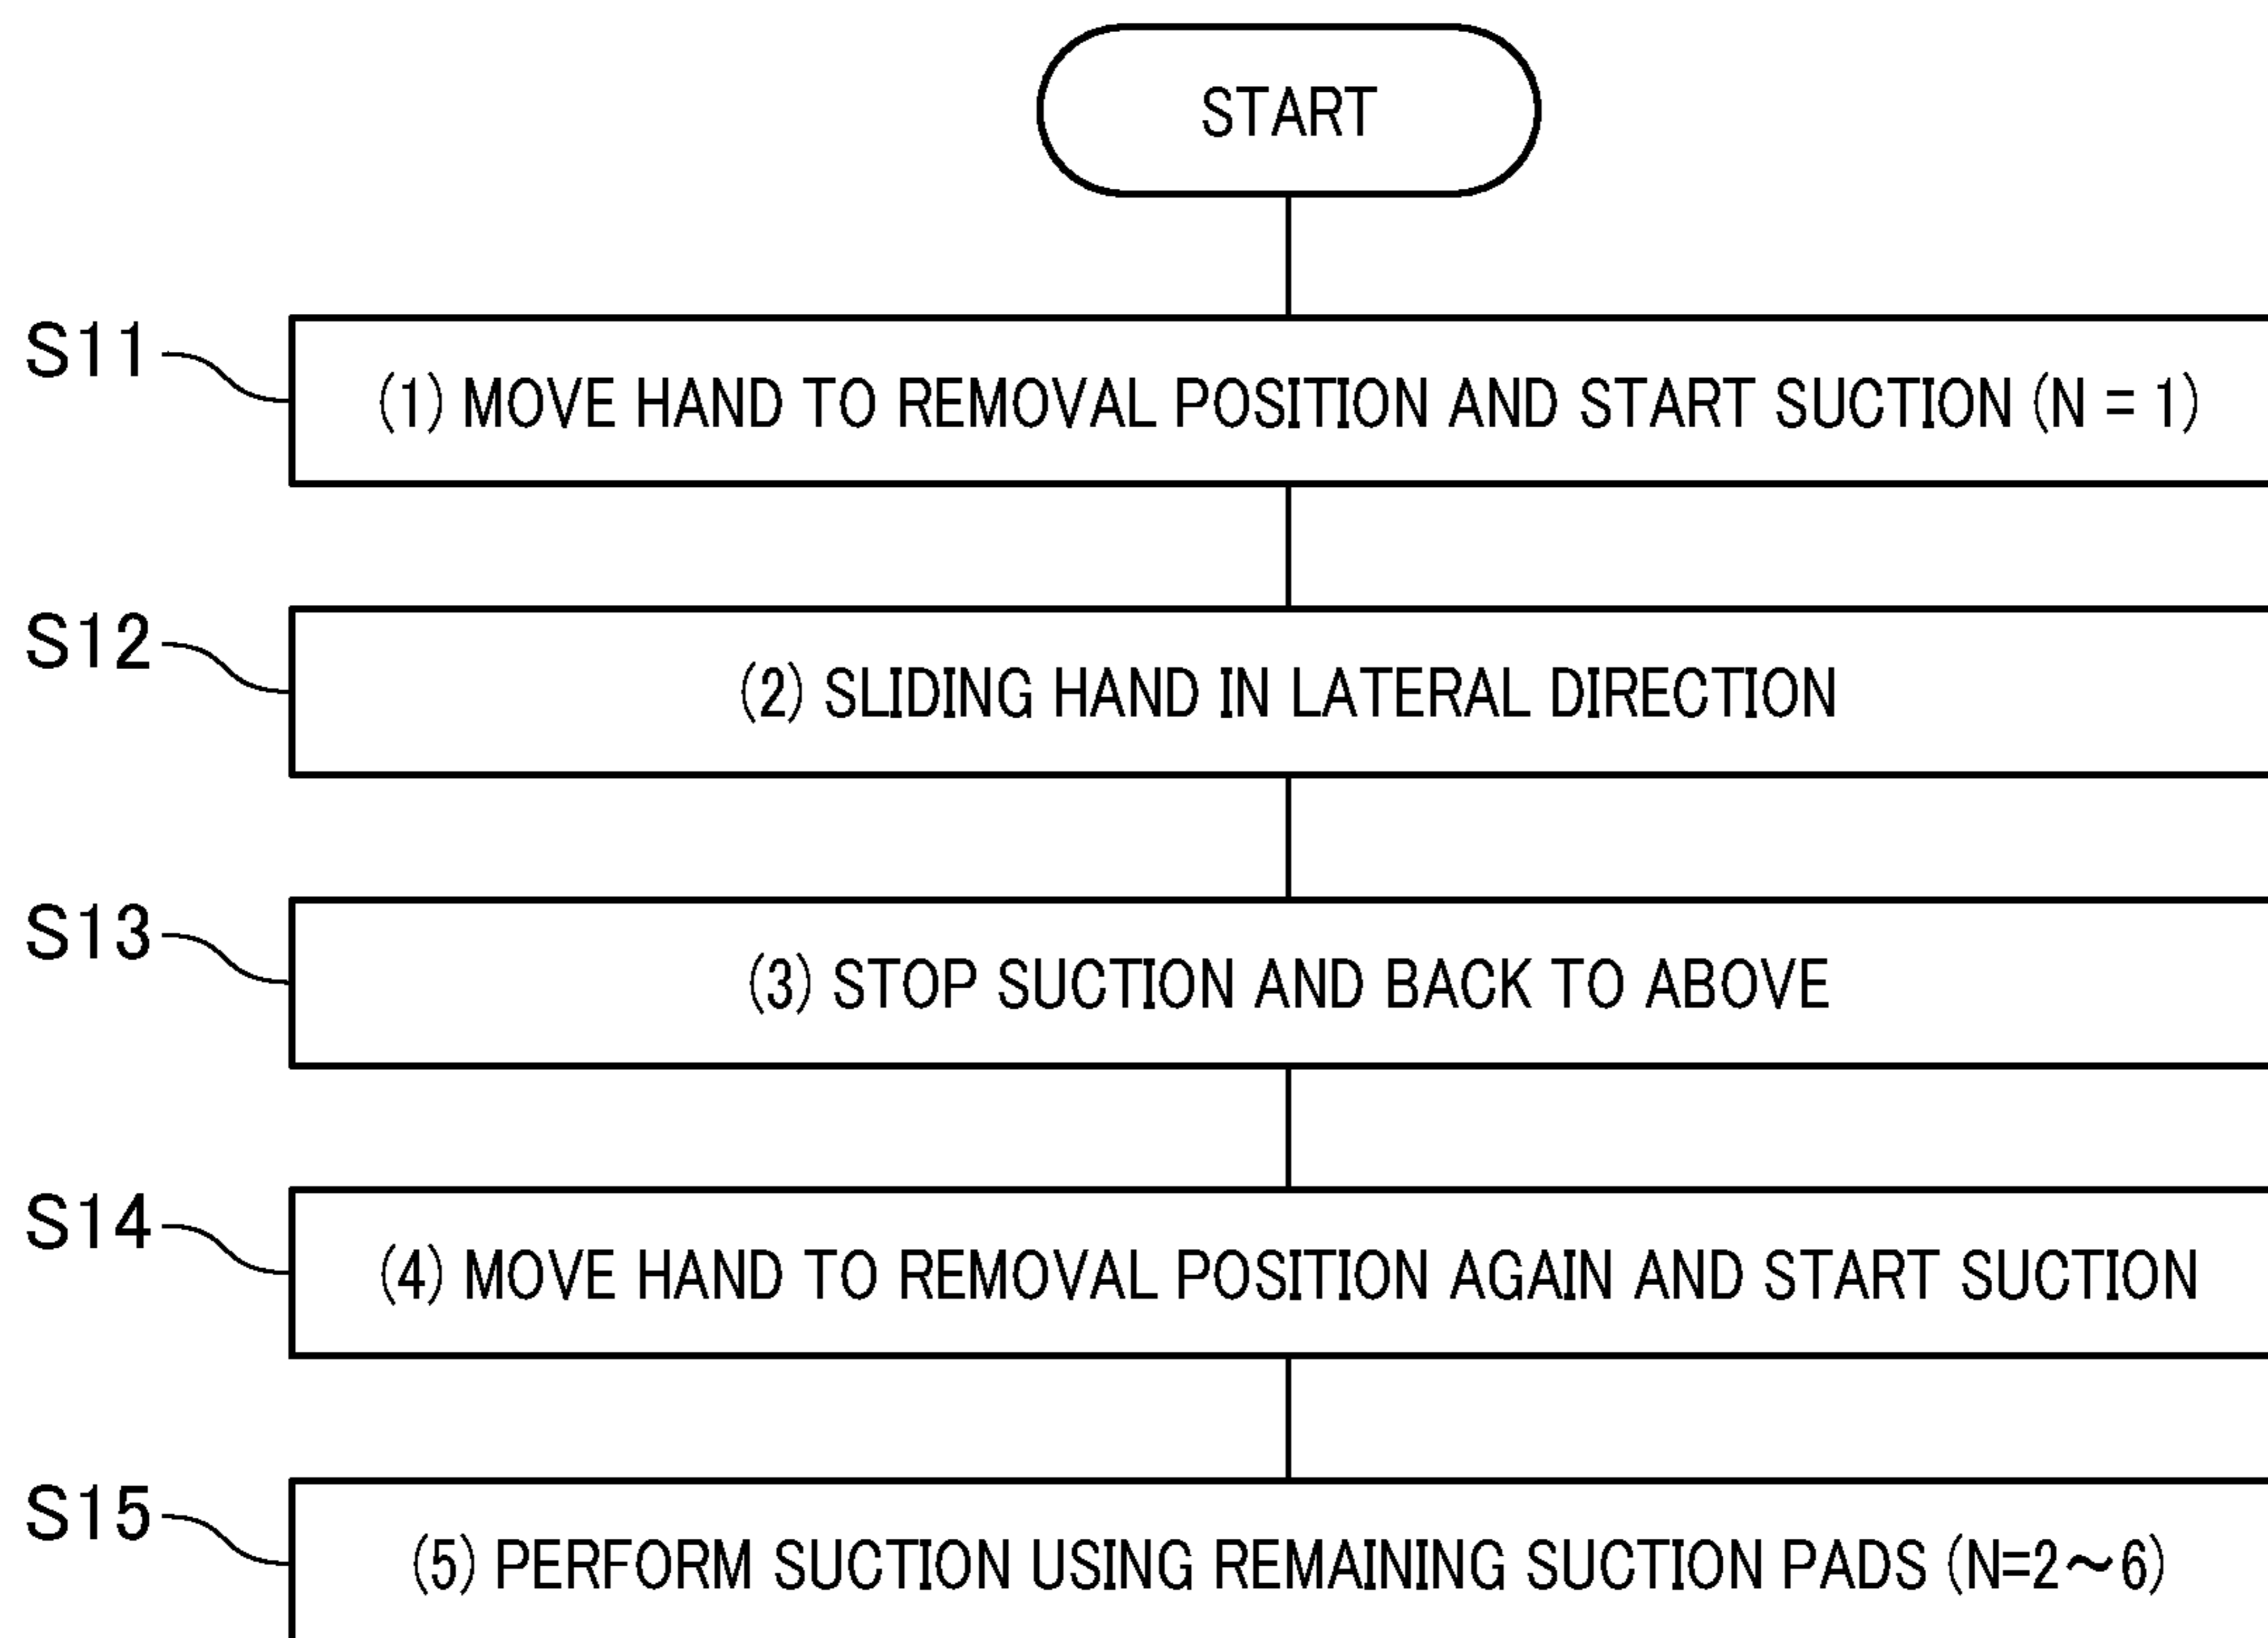 START
S11
(1) MOVE HAND TO REMOVAL POSITION AND START SUCTION (N = 1)
S12
(2) SLIDING HAND IN LATERAL DIRECTION
S13
(3) STOP SUCTION AND BACK TO ABOVE
S14
(4) MOVE HAND TO REMOVAL POSITION AGAIN AND START SUCTION
S15
(5) PERFORM SUCTION USING REMAINING SUCTION PADS (N=2～6)